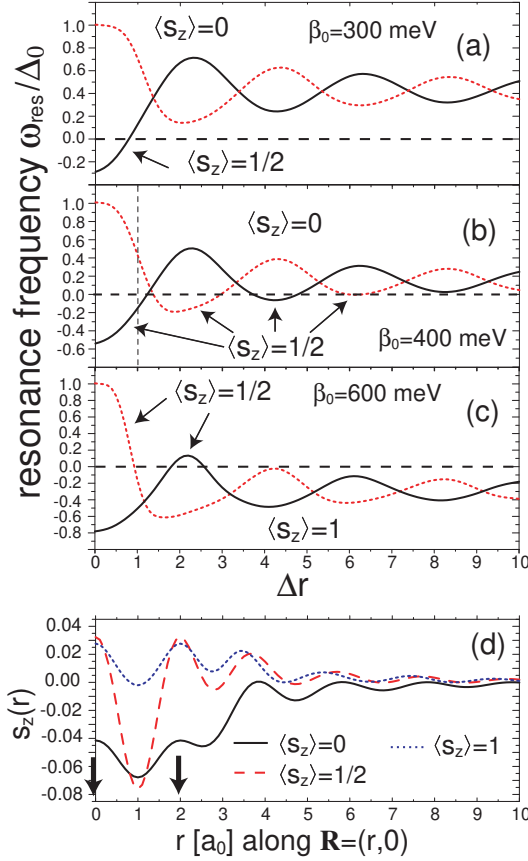 resonance frequency ω_res/Δ_0
⟨s_z⟩=0
β_0=300 meV
(a)
1.0
0.8
0.6
0.4
0.2
0.0
-0.2
⟨s_z⟩=1/2
(b)
⟨s_z⟩=0
1.0
0.8
0.6
0.4
0.2
0.0
-0.2
-0.4
-0.6
⟨s_z⟩=1/2
β_0=400 meV
(c)
⟨s_z⟩=1/2
β_0=600 meV
1.0
0.8
0.6
0.4
0.2
0.0
-0.2
-0.4
-0.6
-0.8
⟨s_z⟩=1
0 1 2 3 4 5 6 7 8 9 10
Δr
(d)
s_z(r)
0.04
0.02
0.00
-0.02
-0.04
-0.06
-0.08
⟨s_z⟩=0
⟨s_z⟩=1
⟨s_z⟩=1/2
0 1 2 3 4 5 6 7 8 9 10
r [a_0] along R=(r,0)